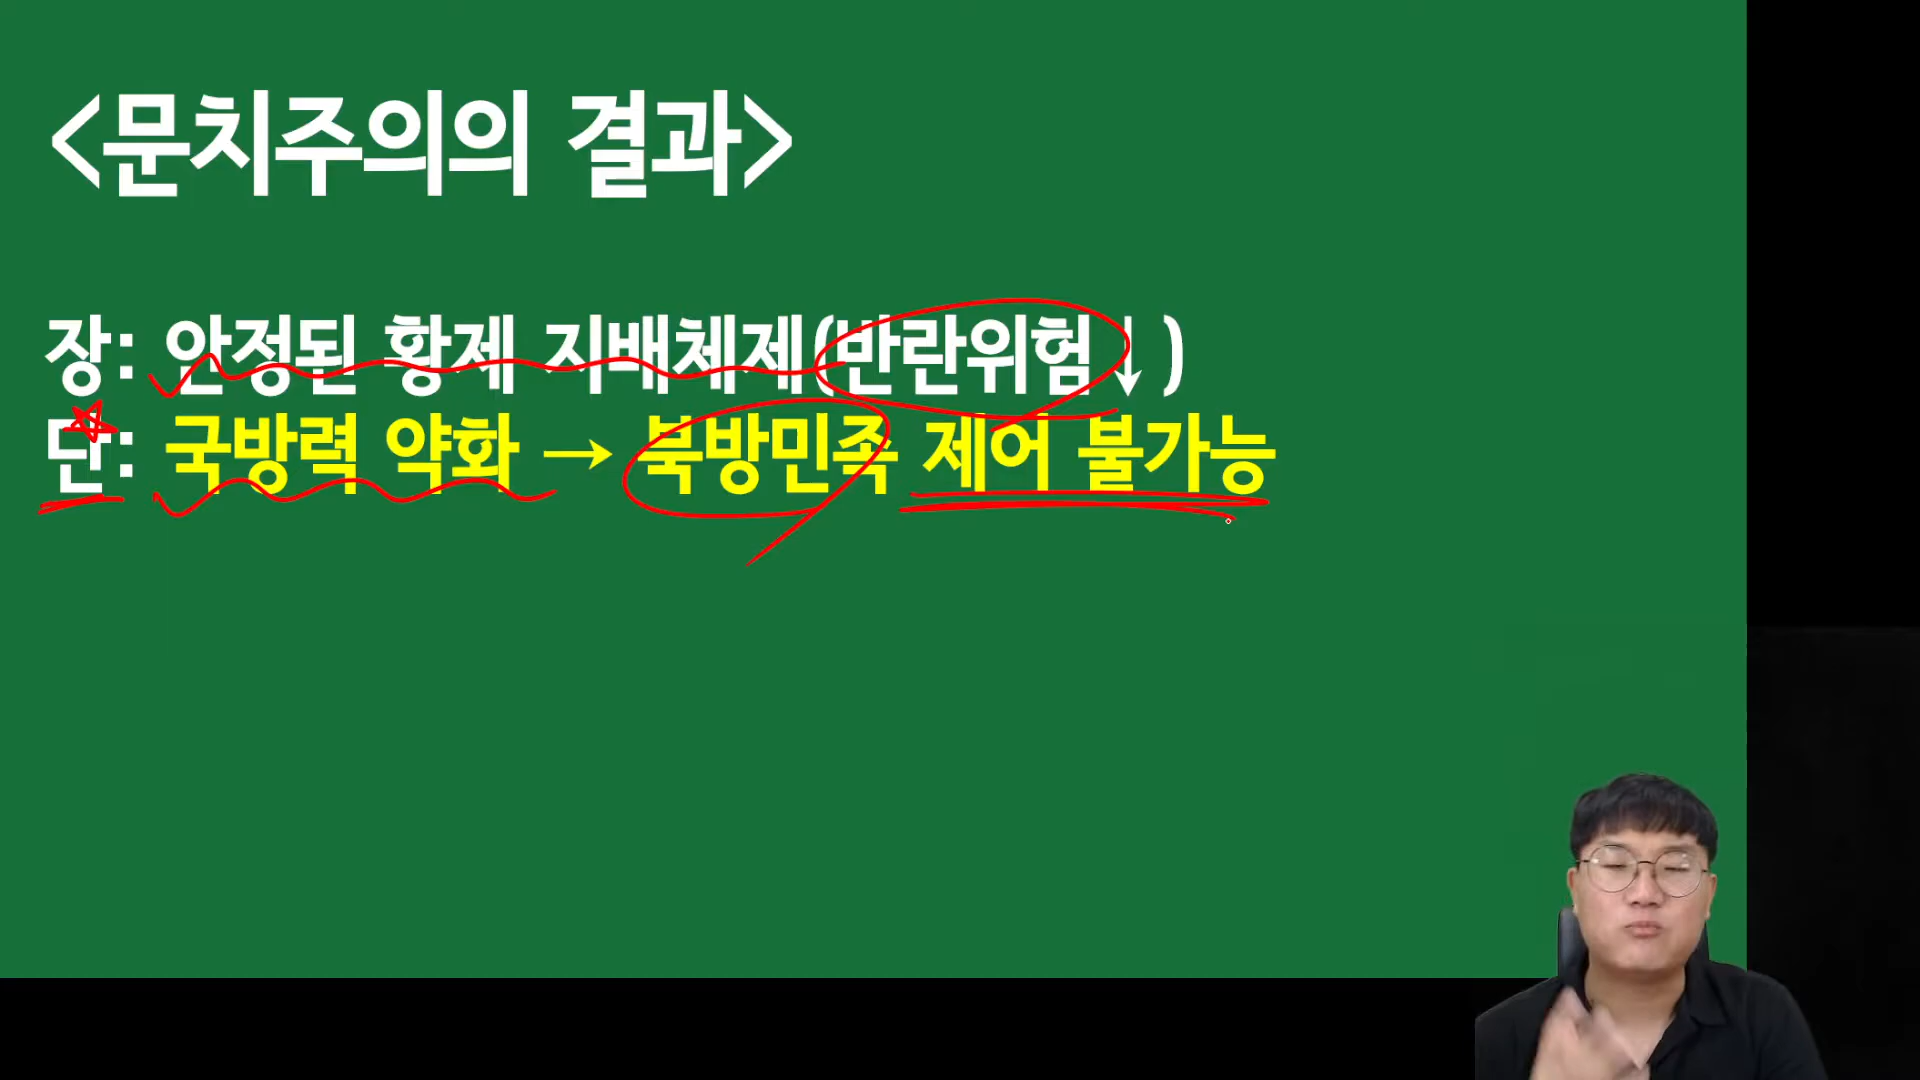 <문치주의의 결과>
장: 안정된 황제 지배체제(반란위험↓)
단: 국방력 약화 → 북방민족 제어 불가능